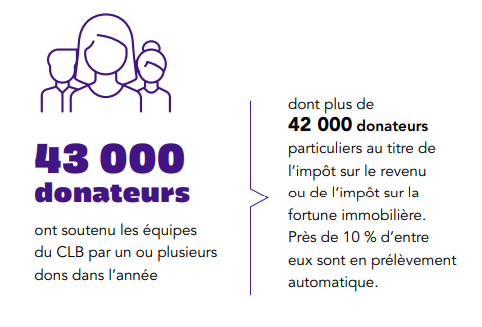 43 000
donateurs
ont soutenu les équipes
du CLB par un ou plusieurs
dons dans l’année
dont plus de
42 000 donateurs
particuliers au titre de
l’impôt sur le revenu
ou de l’impôt sur la
fortune immobilière.
Près de 10 % d’entre
eux sont en prélèvement
automatique.